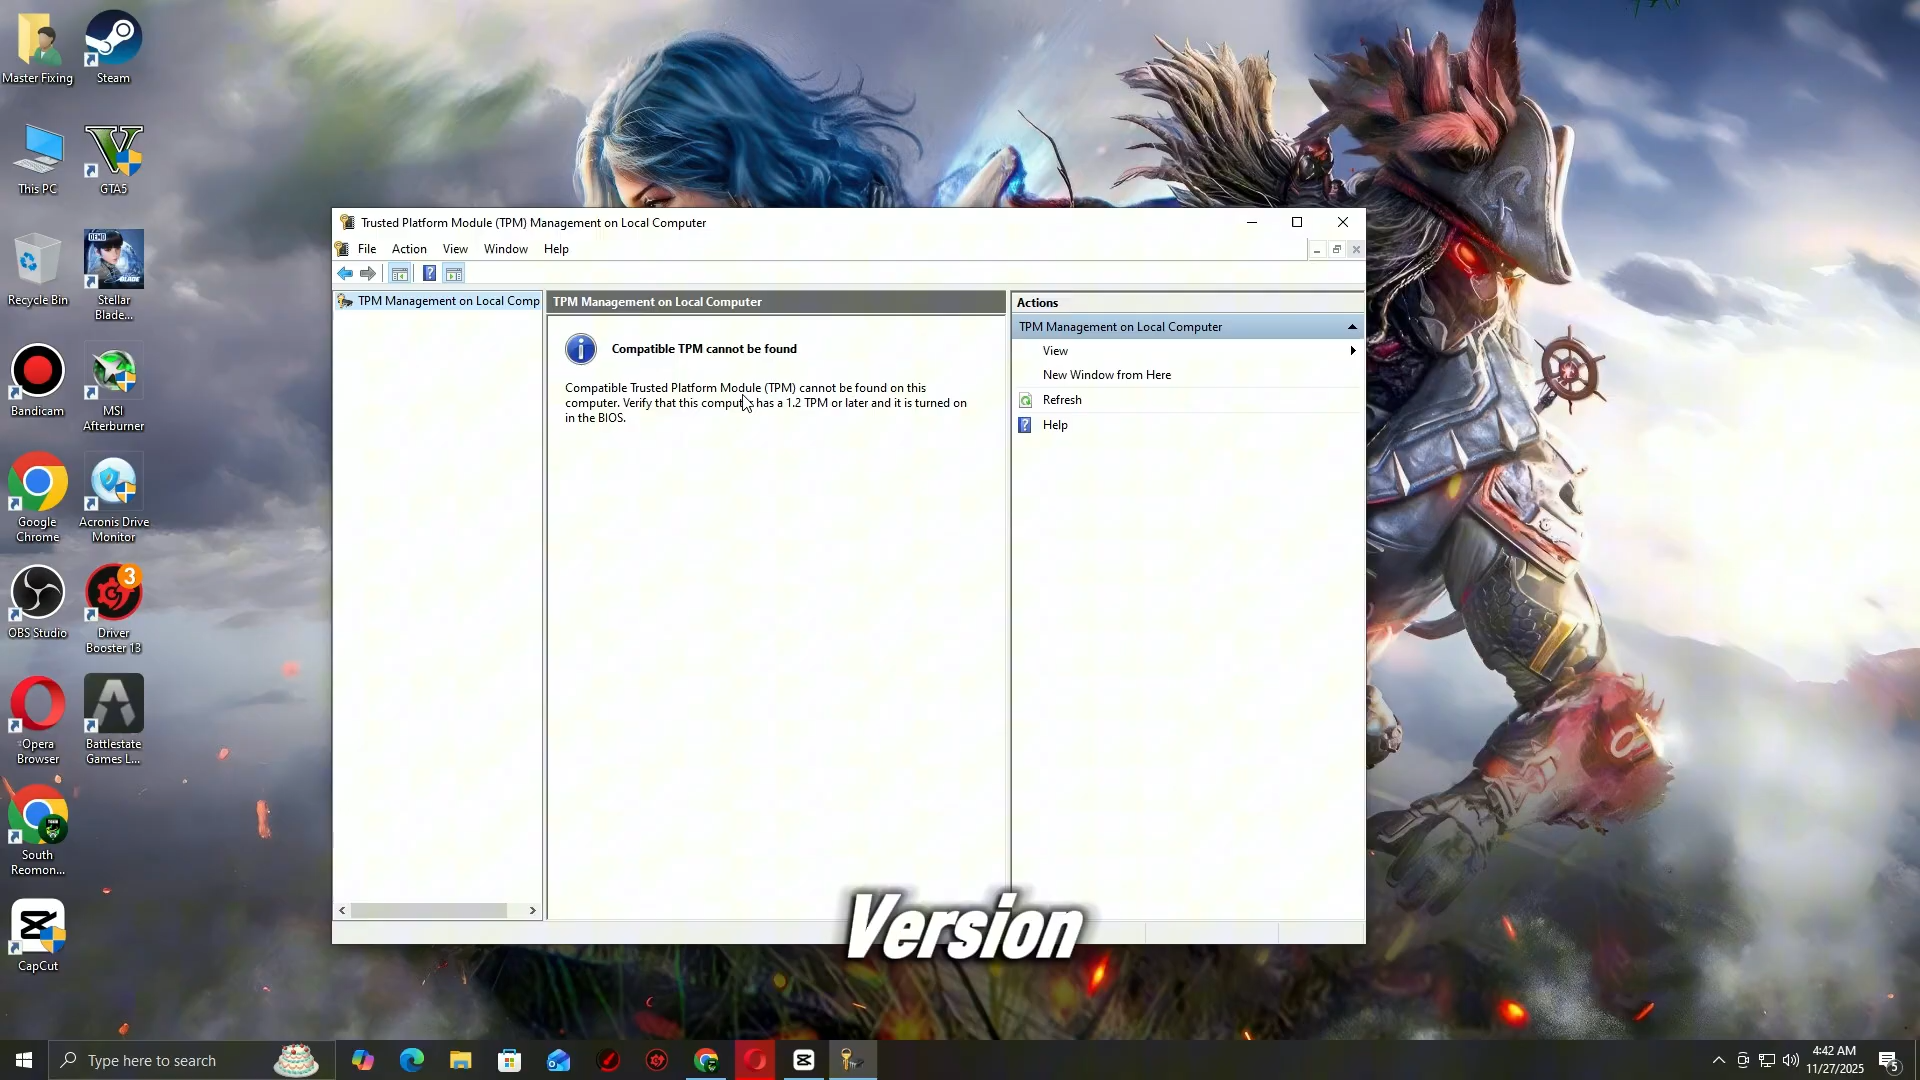 Master Fixing
Steam
This PC
GTA5
Recycle Bin
DEMO
Stellar
Blade...
Bandicam
MSI
Afterburner
Google
Chrome
Acronis Drive
Monitor
OBS Studio
3
Driver
Booster 13
Opera
Browser
Battlestate
Games L...
South
Reomon...
CapCut
Trusted Platform Module (TPM) Management on Local Computer
File
Action
View
Window
Help
TPM Management on Local Comp
TPM Management on Local Computer
Compatible TPM cannot be found
Compatible Trusted Platform Module (TPM) cannot be found on this
computer. Verify that this computer has a 1.2 TPM or later and it is turned on
in the BIOS.
Actions
TPM Management on Local Computer
View
New Window from Here
Refresh
Help
Version
Type here to search
4:42 AM
11/27/2025
5